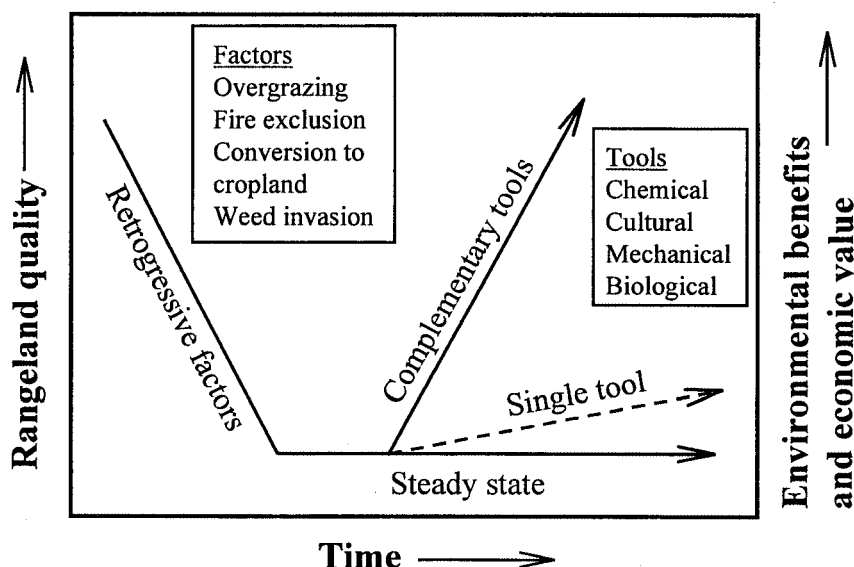 Factors
Overgrazing
Fire exclusion
Conversion to
cropland
Weed invasion
Tools
Chemical
Cultural
Mechanical
Biological
Retrogressive factors
Complementary tools
Single tool
Steady state
Rangeland quality
Environmental benefits
and economic value
Time